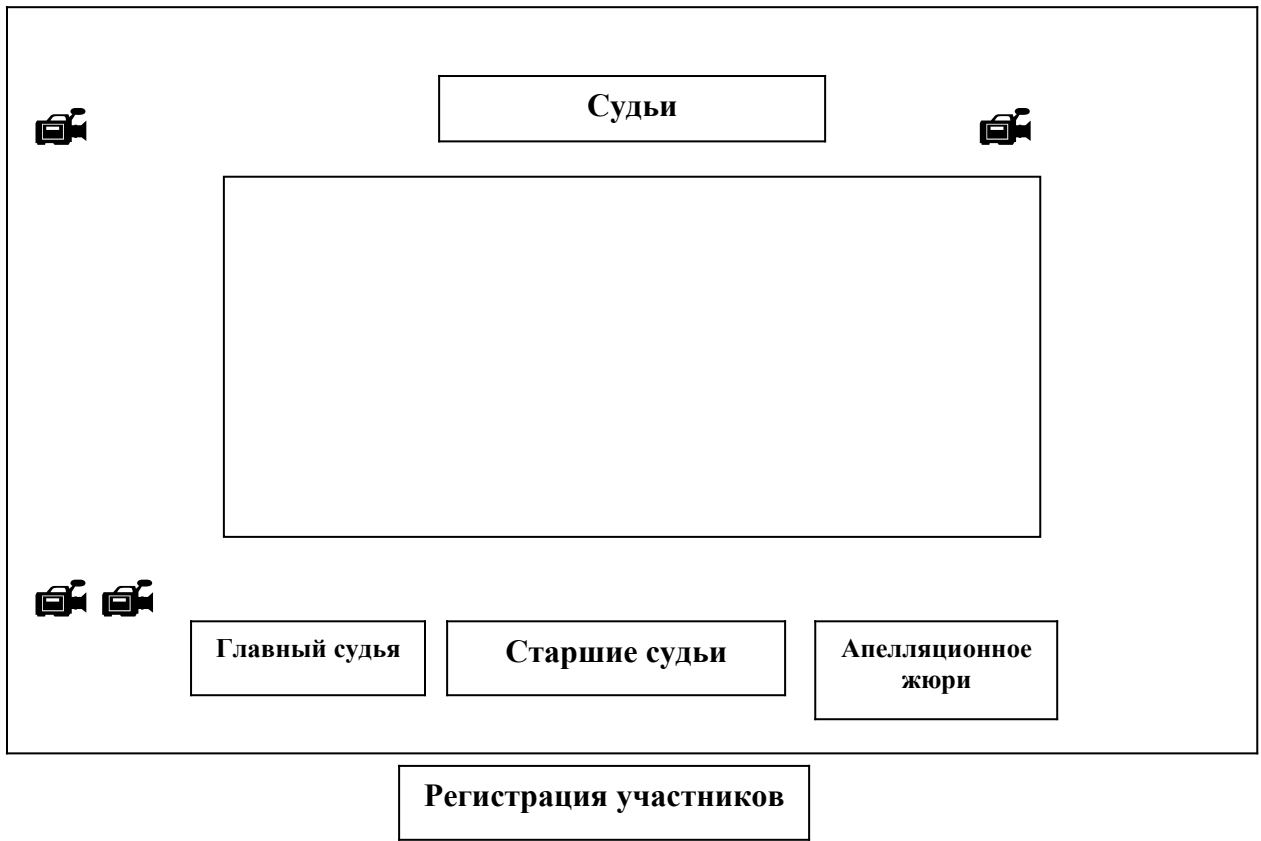 Судьи
Главный судья
Старшие судьи
Апелляционное
жюри
Регистрация участников